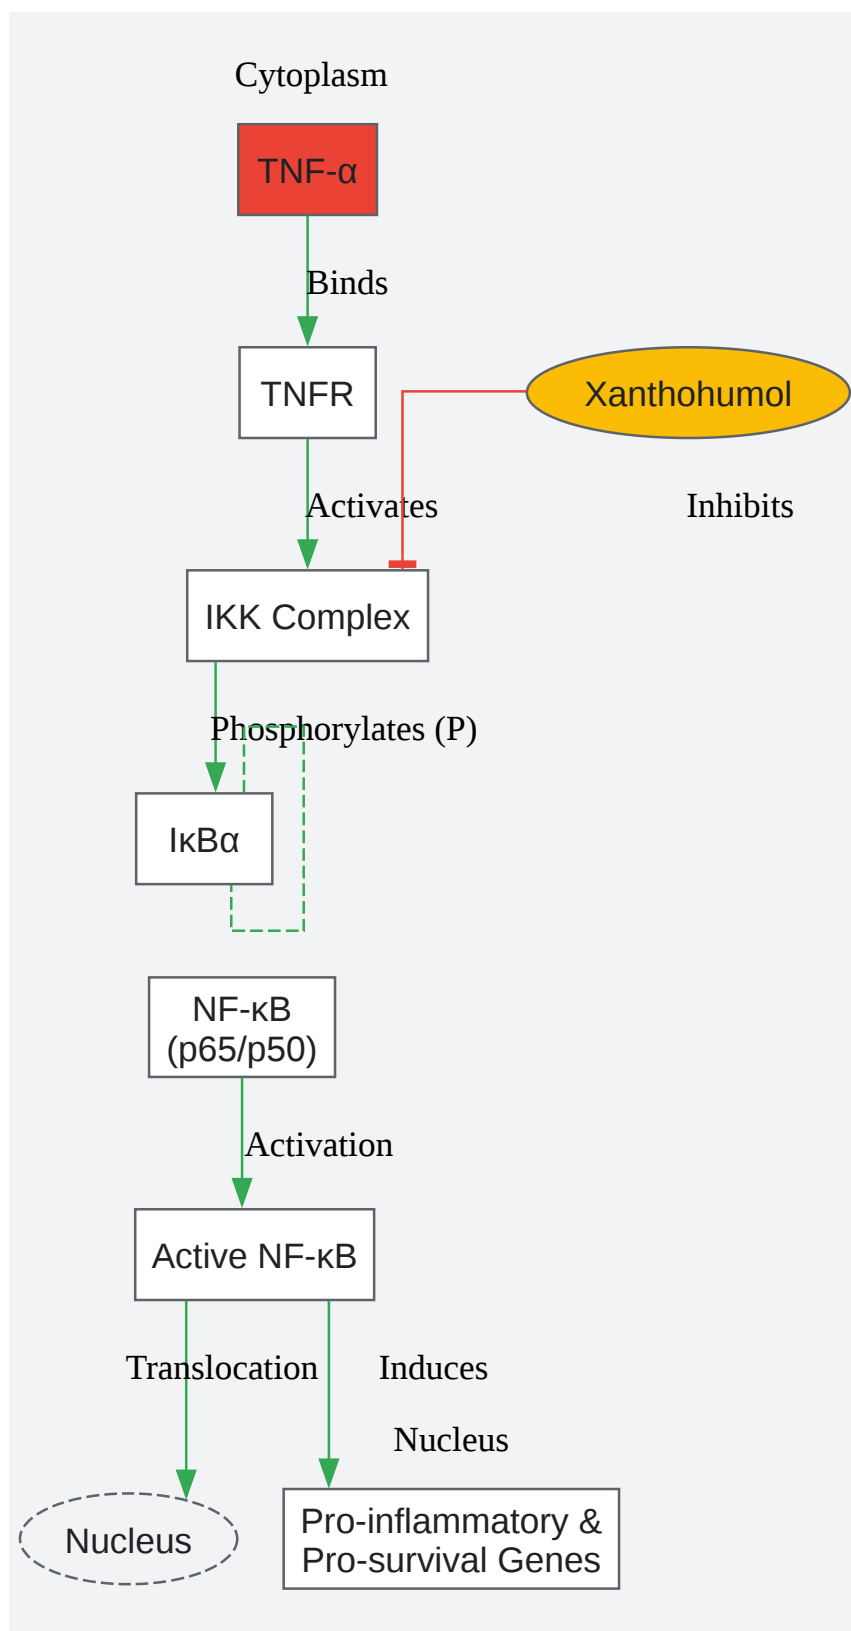 Cytoplasm
TNF-α
Binds
TNFR
Xanthohumol
Activates
Inhibits
IKK Complex
Phosphorylates (P)
IκBα
NF-κB
(p65/p50)
Activation
Active NF-κB
Translocation
Induces
Nucleus
Nucleus
Pro-inflammatory &
Pro-survival Genes